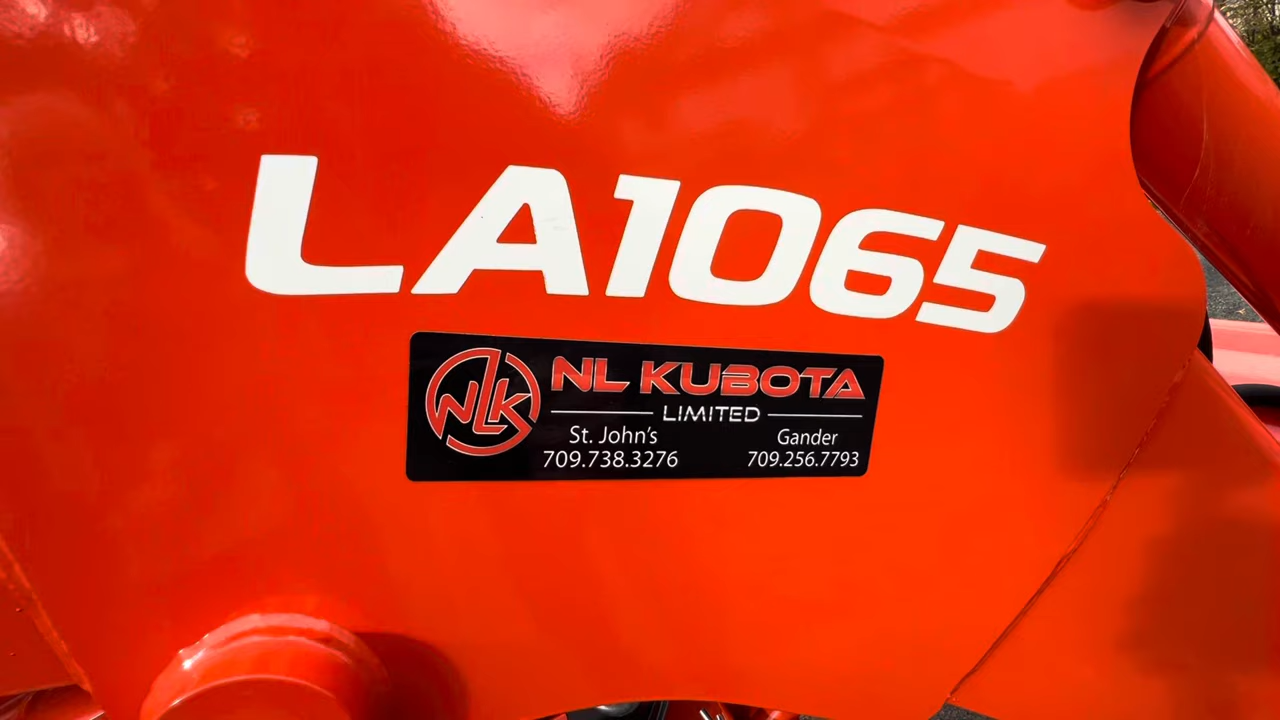 LA1065
NLK
NL KUBOTA
LIMITED
St. John's
709.738.3276
Gander
709.256.7793